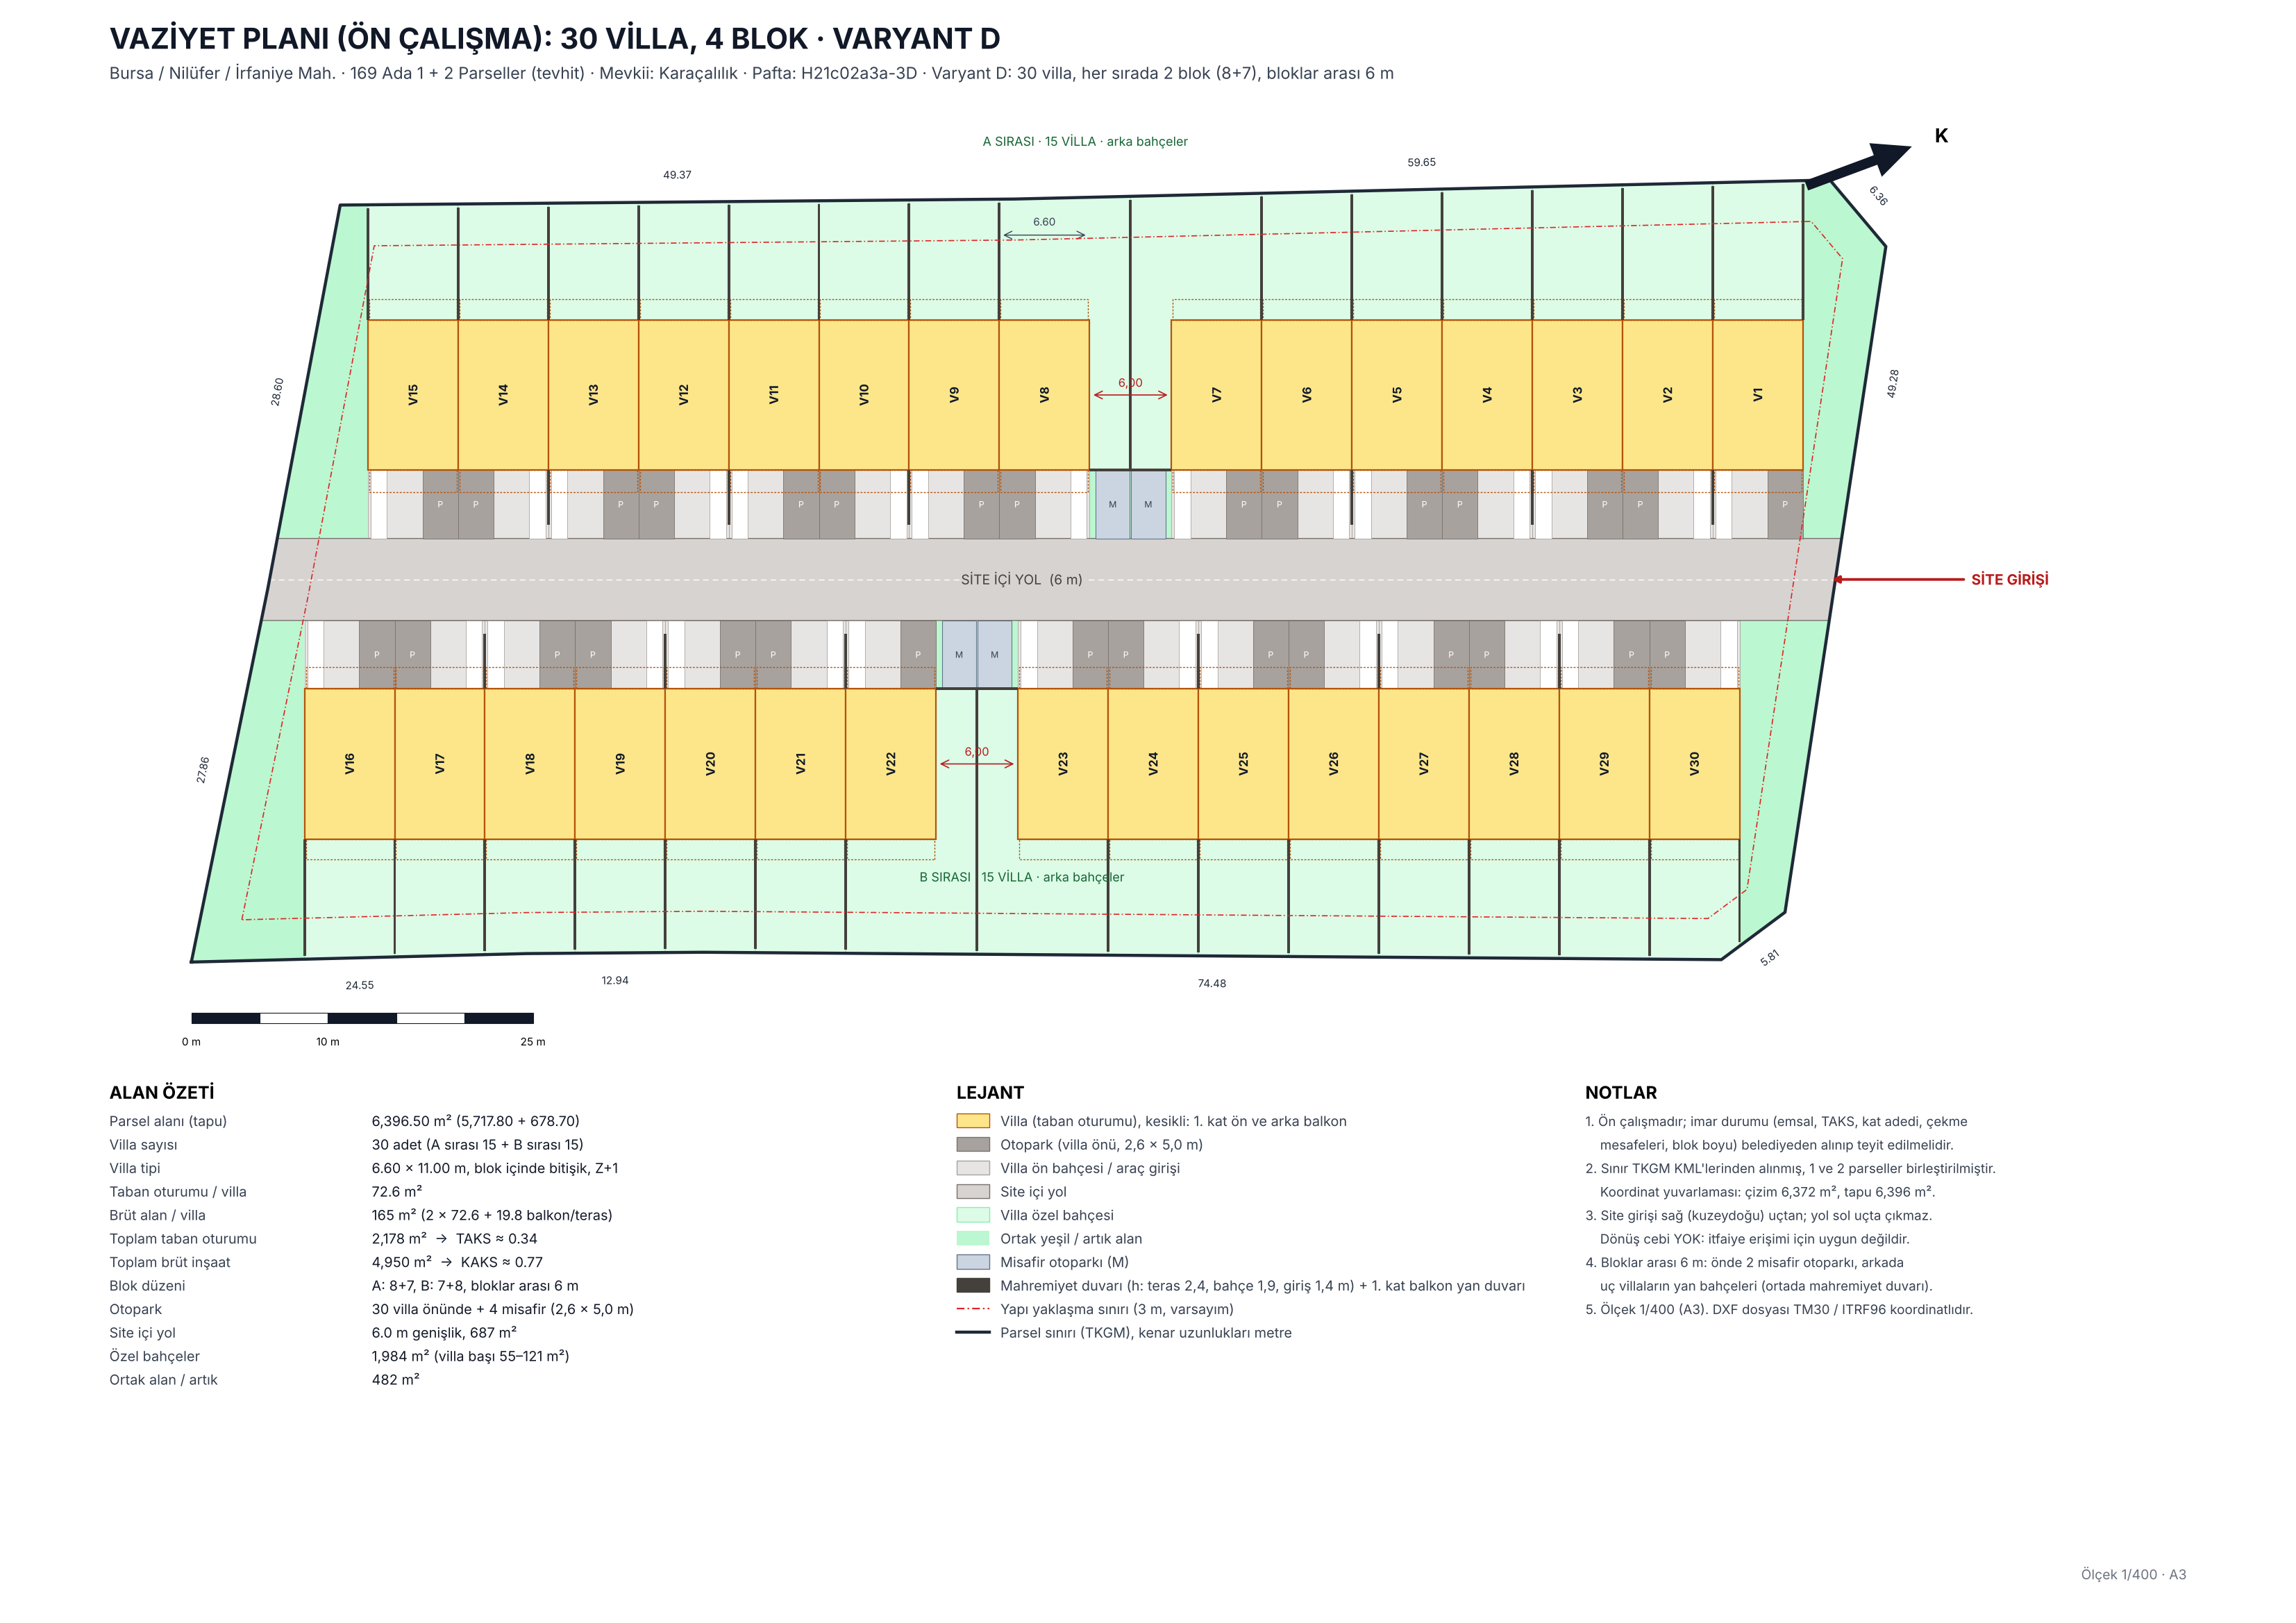 VAZİYET PLANI (ÖN ÇALIŞMA): 30 VİLLA, 4 BLOK · VARYANT D
Bursa / Nilüfer / İrfaniye Mah. · 169 Ada 1 + 2 Parseller (tevhit) · Mevkii: Karaçalılık · Pafta: H21c02a3a-3D · Varyant D: 30 villa, her sırada 2 blok (8+7), bloklar arası 6 m
K
A SIRASI · 15 VİLLA · arka bahçeler
49.37
59.65
6.36
6.60
28.60
49.28
V15
V14
V13
V12
V11
V10
V9
V8
6,00
V7
V6
V5
V4
V3
V2
V1
P P P P P P P P M M P P P P P P P
SİTE İÇİ YOL (6 m)
SİTE GİRİŞİ
P P P P P P P M M P P P P P P P P
27.86
V16
V17
V18
V19
V20
V21
V22
6,00
V23
V24
V25
V26
V27
V28
V29
V30
B SIRASI · 15 VİLLA · arka bahçeler
24.55
12.94
74.48
5.81
0 m
10 m
25 m
ALAN ÖZETİ
Parsel alanı (tapu) 6,396.50 m² (5,717.80 + 678.70)
Villa sayısı 30 adet (A sırası 15 + B sırası 15)
Villa tipi 6.60 × 11.00 m, blok içinde bitişik, Z+1
Taban oturumu / villa 72.6 m²
Brüt alan / villa 165 m² (2 × 72.6 + 19.8 balkon/teras)
Toplam taban oturumu 2,178 m² → TAKS ≈ 0.34
Toplam brüt inşaat 4,950 m² → KAKS ≈ 0.77
Blok düzeni A: 8+7, B: 7+8, bloklar arası 6 m
Otopark 30 villa önünde + 4 misafir (2,6 × 5,0 m)
Site içi yol 6.0 m genişlik, 687 m²
Özel bahçeler 1,984 m² (villa başı 55–121 m²)
Ortak alan / artık 482 m²
LEJANT
Villa (taban oturumu), kesikli: 1. kat ön ve arka balkon
Otopark (villa önü, 2,6 × 5,0 m)
Villa ön bahçesi / araç girişi
Site içi yol
Villa özel bahçesi
Ortak yeşil / artık alan
Misafir otoparkı (M)
Mahremiyet duvarı (h: teras 2,4, bahçe 1,9, giriş 1,4 m) + 1. kat balkon yan duvarı
Yapı yaklaşma sınırı (3 m, varsayım)
Parsel sınırı (TKGM), kenar uzunlukları metre
NOTLAR
1. Ön çalışmadır; imar durumu (emsal, TAKS, kat adedi, çekme
mesafeleri, blok boyu) belediyeden alınıp teyit edilmelidir.
2. Sınır TKGM KML'lerinden alınmış, 1 ve 2 parseller birleştirilmiştir.
Koordinat yuvarlaması: çizim 6,372 m², tapu 6,396 m².
3. Site girişi sağ (kuzeydoğu) uçtan; yol sol uçta çıkmaz.
Dönüş cebi YOK: itfaiye erişimi için uygun değildir.
4. Bloklar arası 6 m: önde 2 misafir otoparkı, arkada
uç villaların yan bahçeleri (ortada mahremiyet duvarı).
5. Ölçek 1/400 (A3). DXF dosyası TM30 / ITRF96 koordinatlıdır.
Ölçek 1/400 · A3